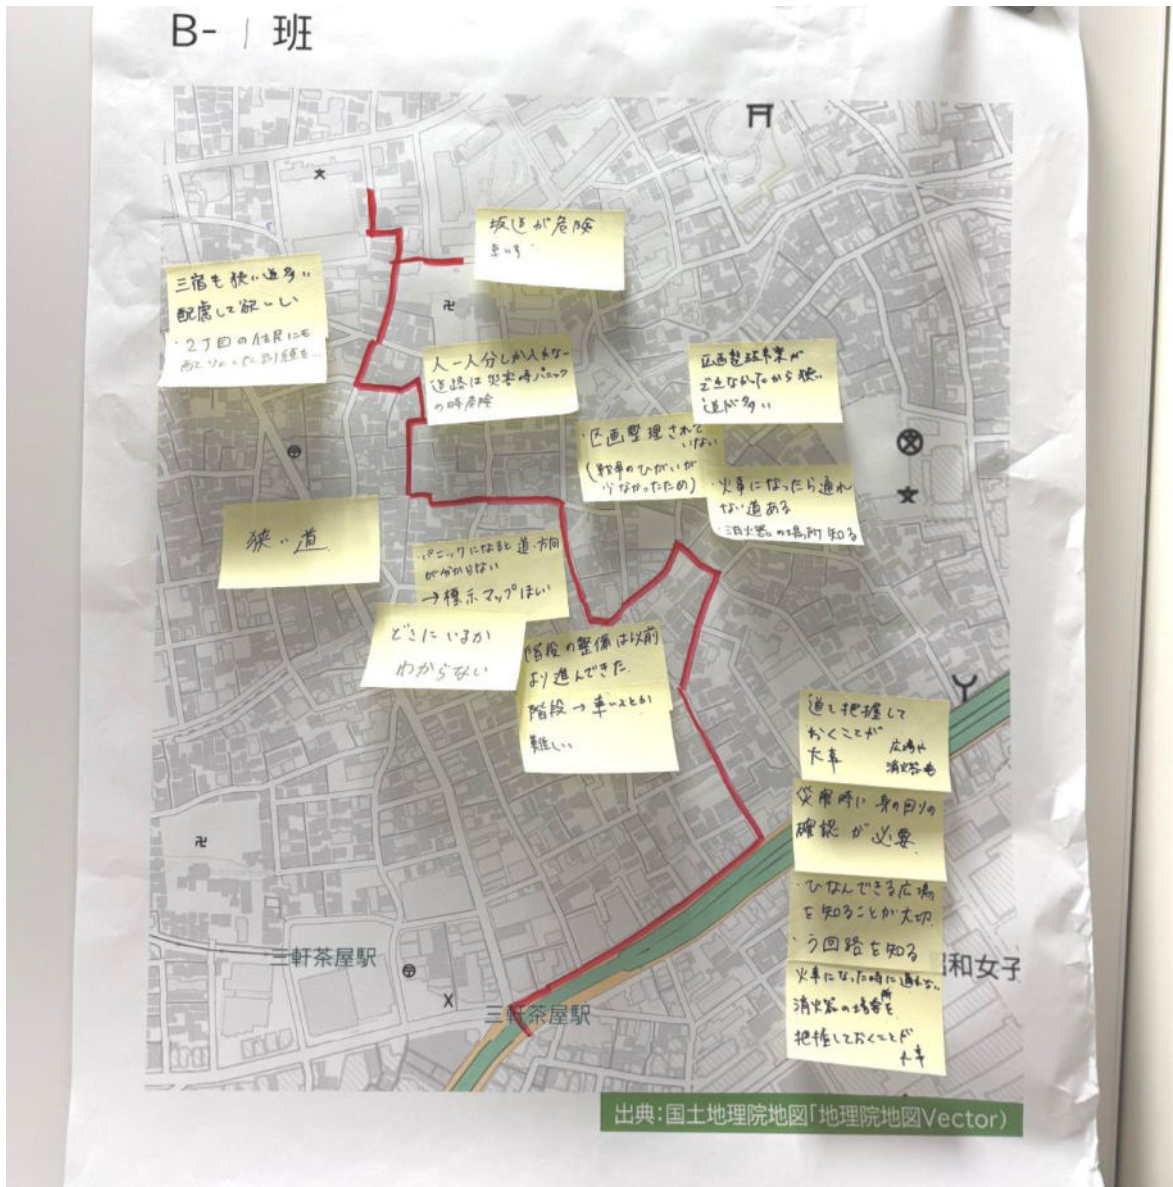 B-1 班
坂道が危険
車いす
三宿も狭い道多い
配慮して欲しい
・2丁目の住民にも
人一人分しか入れない
道路は災害時パニック
の時危険
区画整理事業が
できなかったから狭い
道が多い
・区画整理されて
いない
(戦争のひがいが
少なかったため)
・火事になったら通れ
ない道ある
・消火器の場所知る
狭い道
・パニックになると道・方向
が分からない
→標示マップほしい
どこにいるか
わからない
階段の整備は以前
より進んできた
階段→車いすとか
難しい
道を把握して
おくことが
大事
広場や
消火器も
災害時に身の回りの
確認が必要
・ひなんできる広場
を知ることが大切
・う回路を知る
火事になった時に通れない
消火器の場所を
把握しておくことが
大事
三軒茶屋駅
三軒茶屋駅
昭和女子
出典:国土地理院地図「地理院地図Vector)